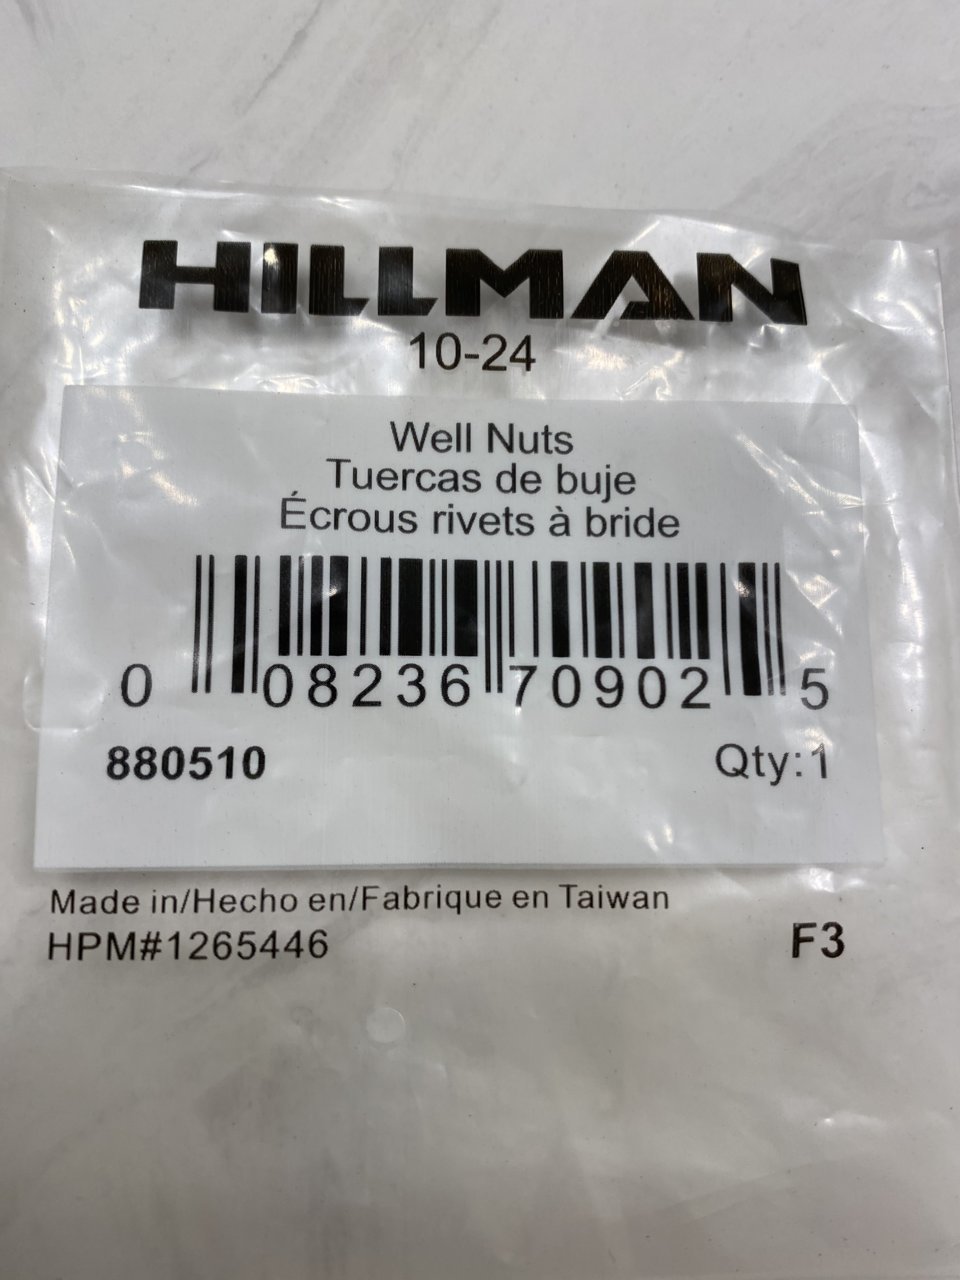 HILLMAN
10-24
Well Nuts
Tuercas de buje
Écrous rivets à bride
0 08236 70902 5
880510 Qty:1
Made in/Hecho en/Fabrique en Taiwan
HPM#1265446 F3